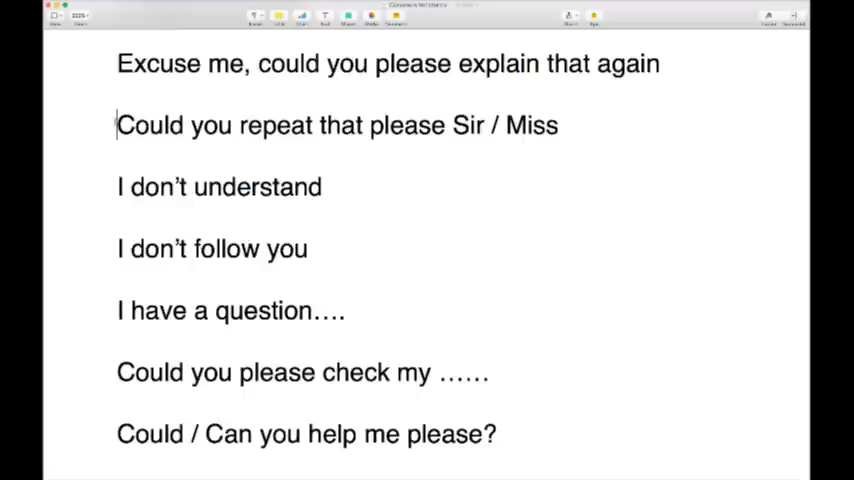 Excuse me, could you please explain that again
Could you repeat that please Sir / Miss
I don't understand
I don't follow you
I have a question....
Could you please check my ......
Could / Can you help me please?